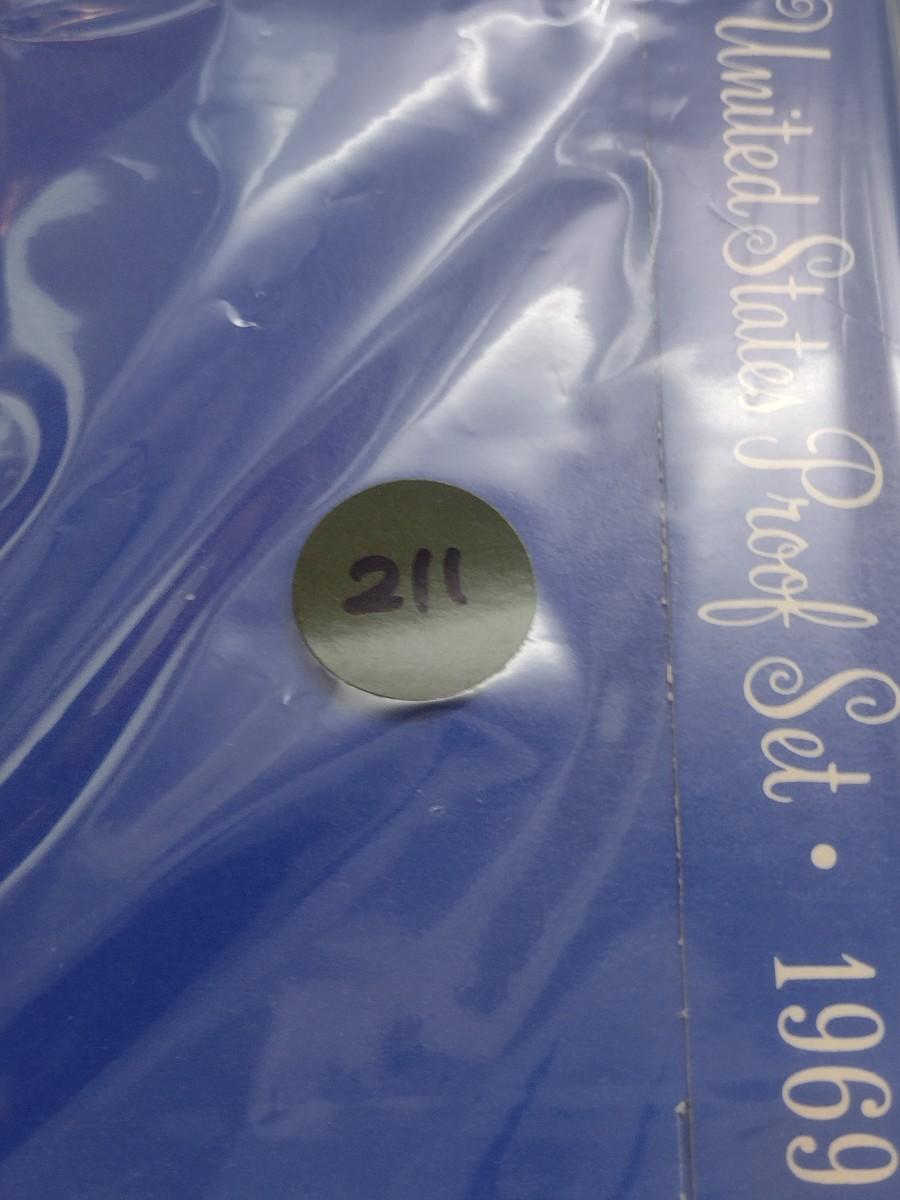 United States Proof Set • 1969
211